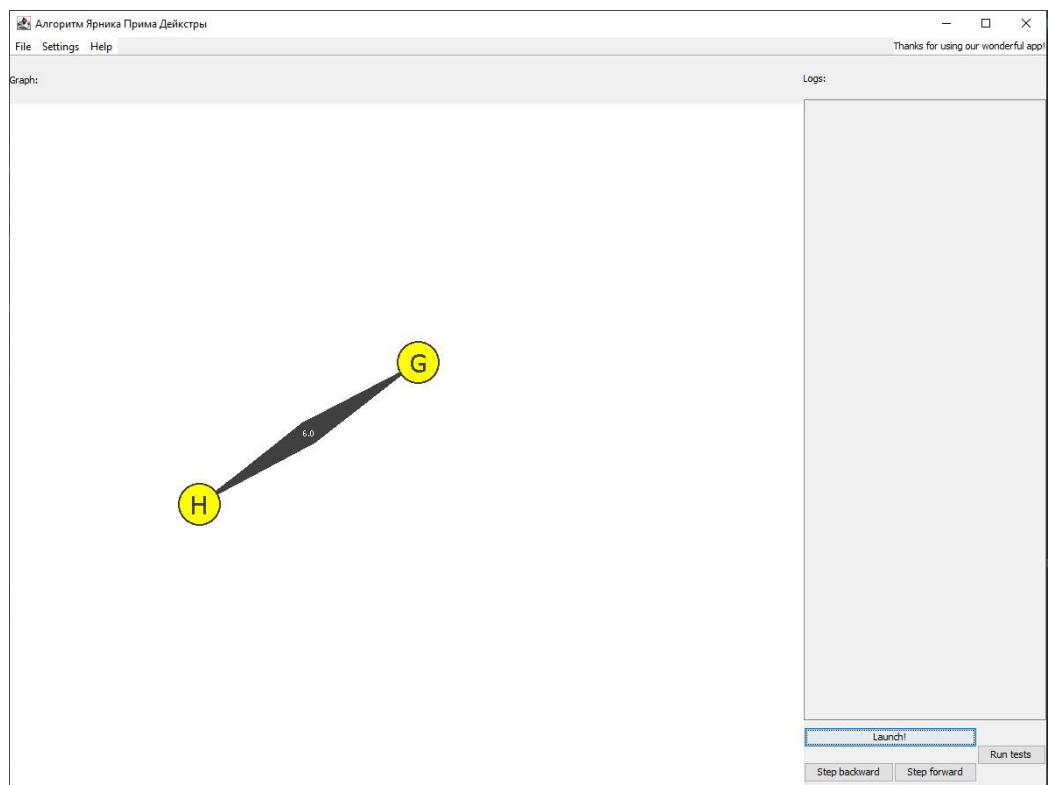 Алгоритм Ярника Прима Дейкстры
File Settings Help
Thanks for using our wonderful app!
Graph:
Logs:
G
6.0
H
Launch!
Run tests
Step backward Step forward